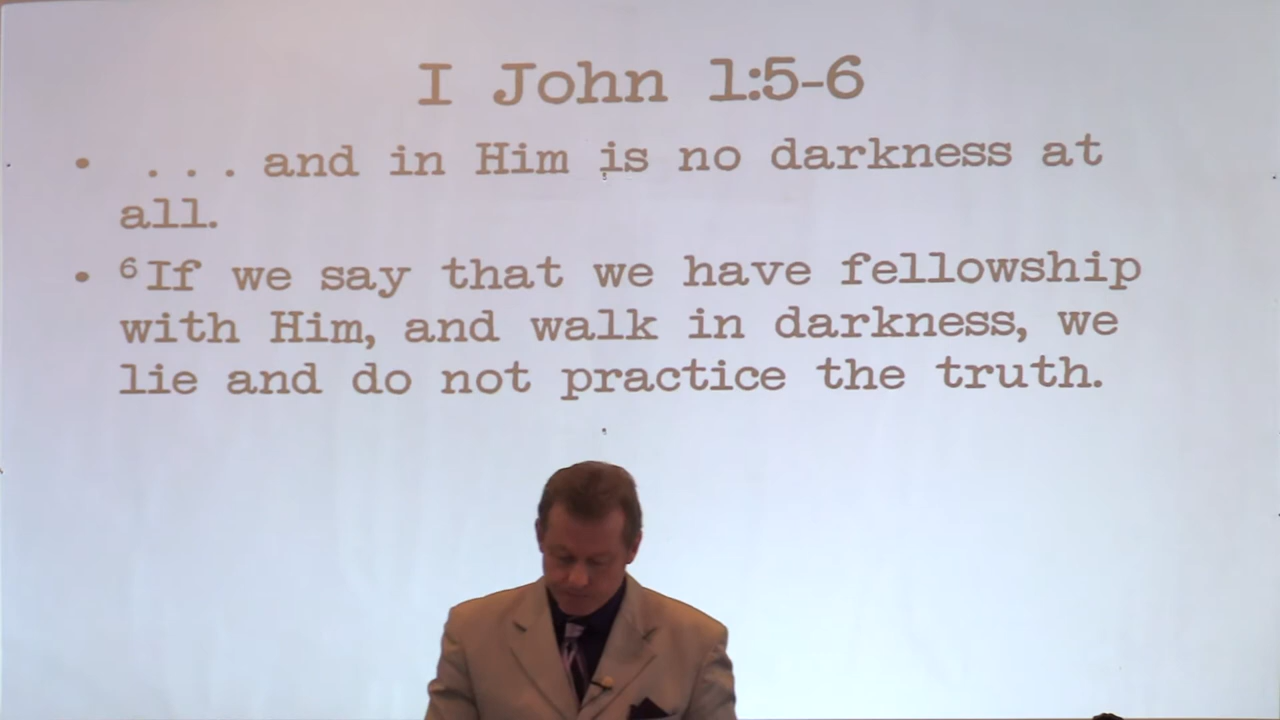 I John 1:5-6
• . . . and in Him is no darkness at
all.
• ⁶If we say that we have fellowship
with Him, and walk in darkness, we
lie and do not practice the truth.